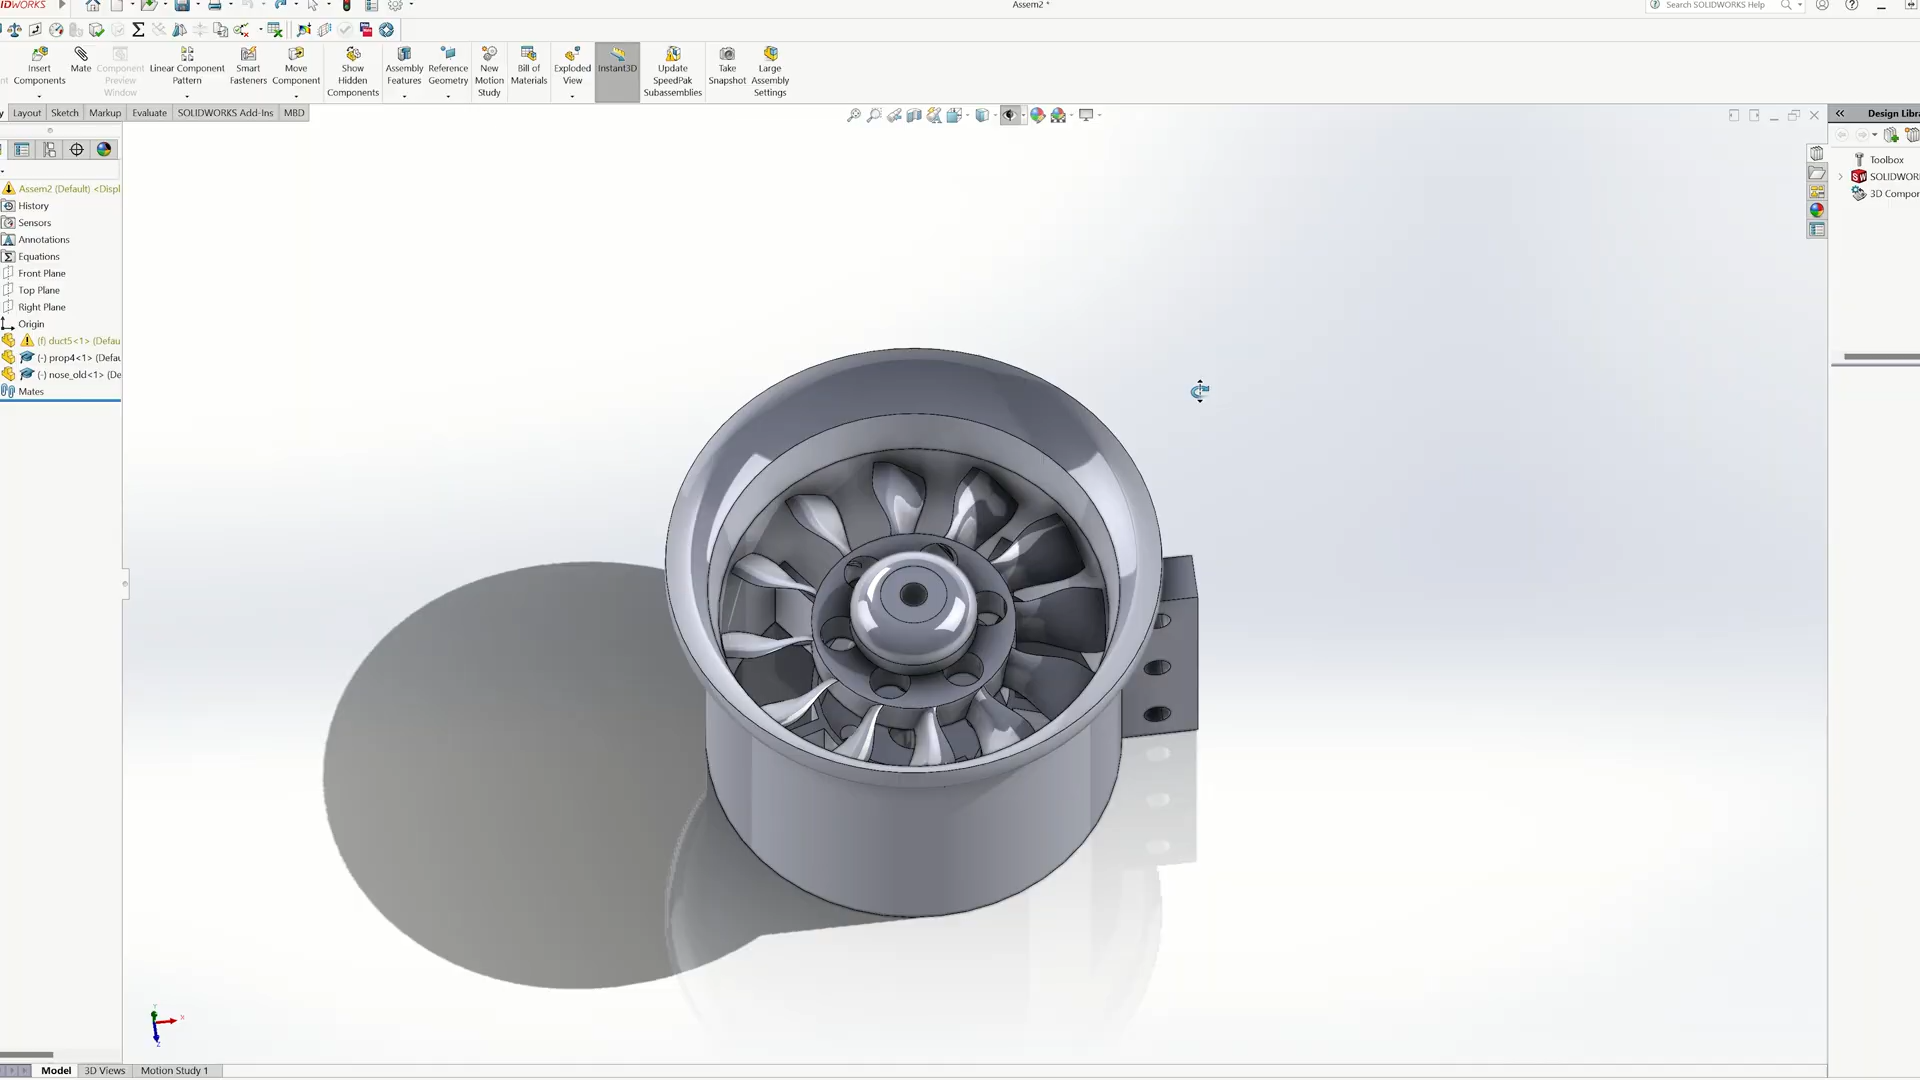 IDWORKS
Assem2 *
Search SOLIDWORKS Help
Insert Components
Mate
Component Preview Window
Linear Component Pattern
Smart Fasteners
Move Component
Show Hidden Components
Assembly Features
Reference Geometry
New Motion Study
Bill of Materials
Exploded View
Instant3D
Update SpeedPak Subassemblies
Take Snapshot
Large Assembly Settings
Layout
Sketch
Markup
Evaluate
SOLIDWORKS Add-Ins
MBD
Design Libra
Toolbox
SOLIDWOR
3D Compor
Assem2 (Default) <Displ
History
Sensors
Annotations
Equations
Front Plane
Top Plane
Right Plane
Origin
(f) duct5<1> (Defau
(-) prop4<1> (Defau
(-) nose_old<1> (De
Mates
Y
X
Z
Model
3D Views
Motion Study 1